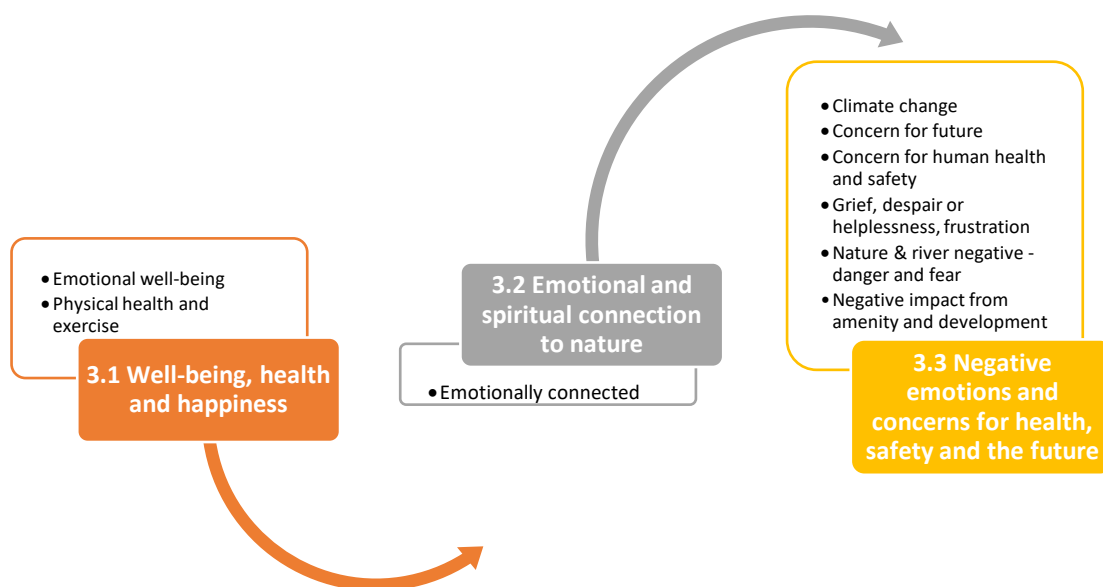 • Emotional well-being
• Physical health and
exercise
3.1 Well-being, health
and happiness
3.2 Emotional and
spiritual connection
to nature
• Emotionally connected
• Climate change
• Concern for future
• Concern for human health
and safety
• Grief, despair or
helplessness, frustration
• Nature & river negative -
danger and fear
• Negative impact from
amenity and development
3.3 Negative
emotions and
concerns for health,
safety and the future